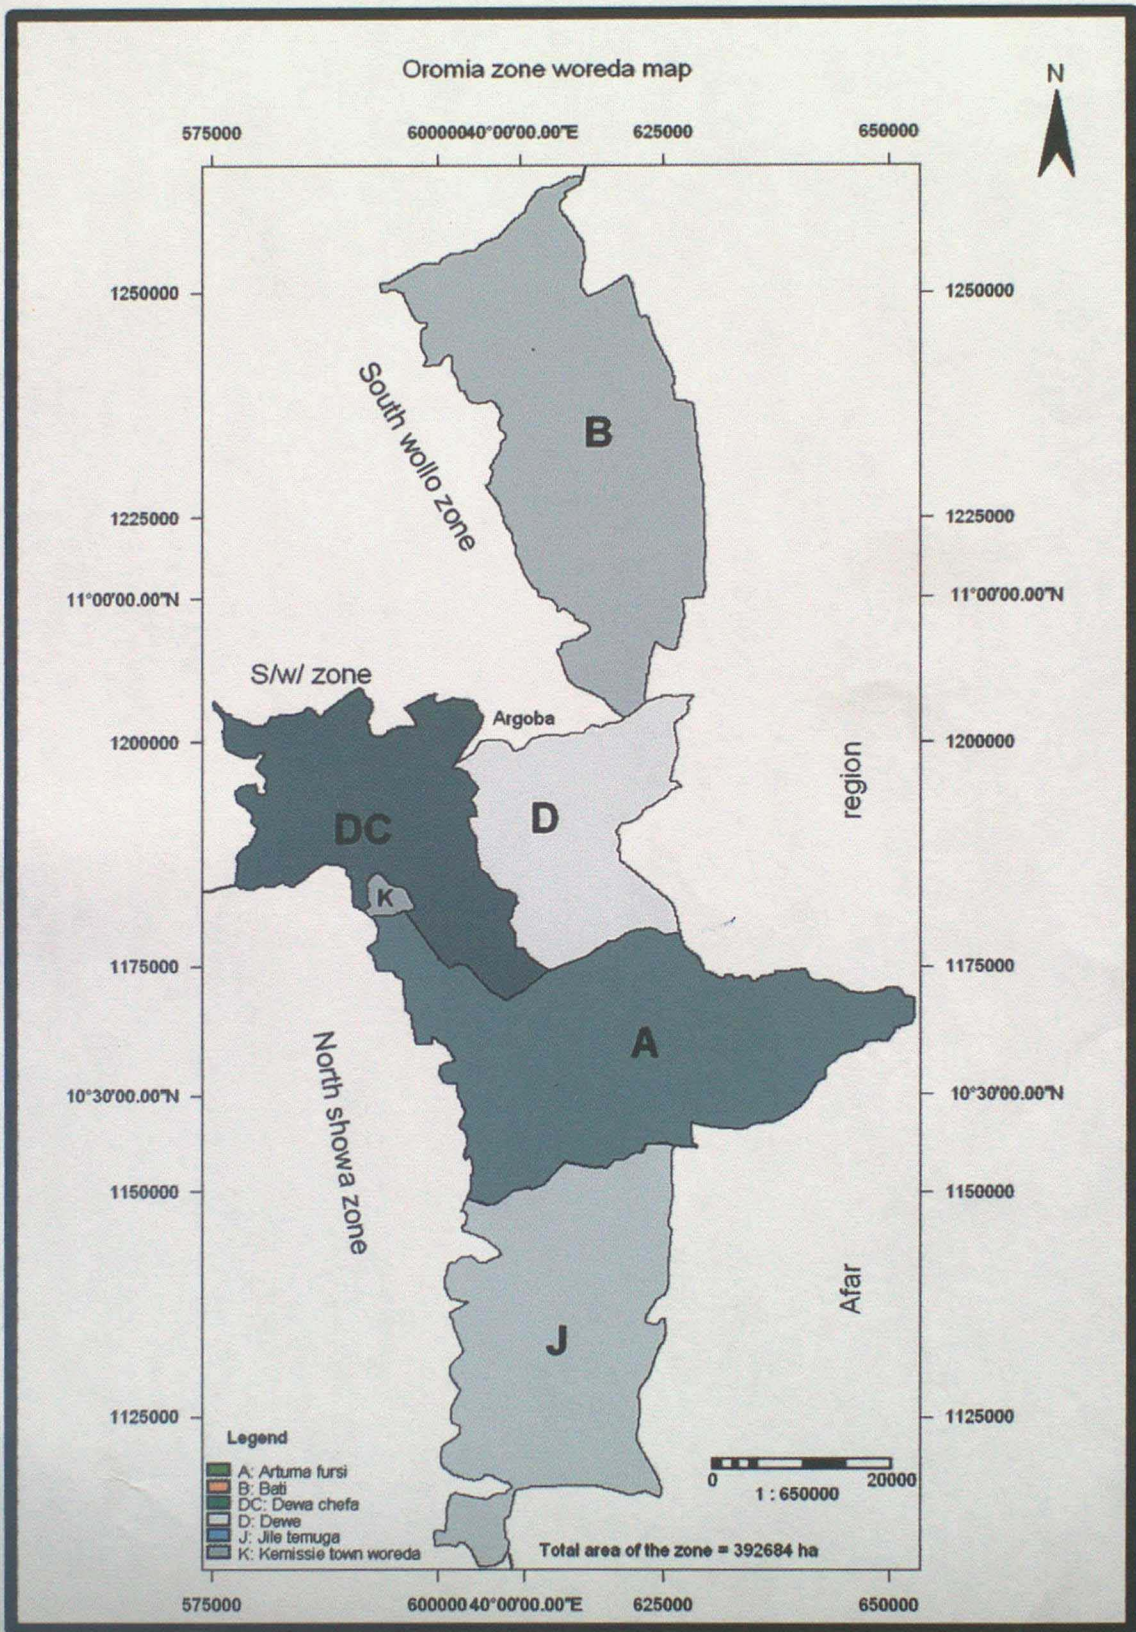 Oromia zone woreda map
N
575000 60000040°00'00.00"E 625000 650000
1250000 1250000
South wollo zone
B
1225000 1225000
11°00'00.00"N 11°00'00.00"N
S/w/ zone
Argoba
1200000 1200000
region
D
DC
K
1175000 1175000
A
North showa zone
10°30'00.00"N 10°30'00.00"N
1150000 1150000
Afar
J
1125000 1125000
Legend
A: Artuma fursi
B: Bati
DC: Dewa chefa
D: Dewe
J: Jile temuga
K: Kemissie town woreda
0 20000
1 : 650000
Total area of the zone = 392684 ha
575000 600000 40°00'00.00"E 625000 650000